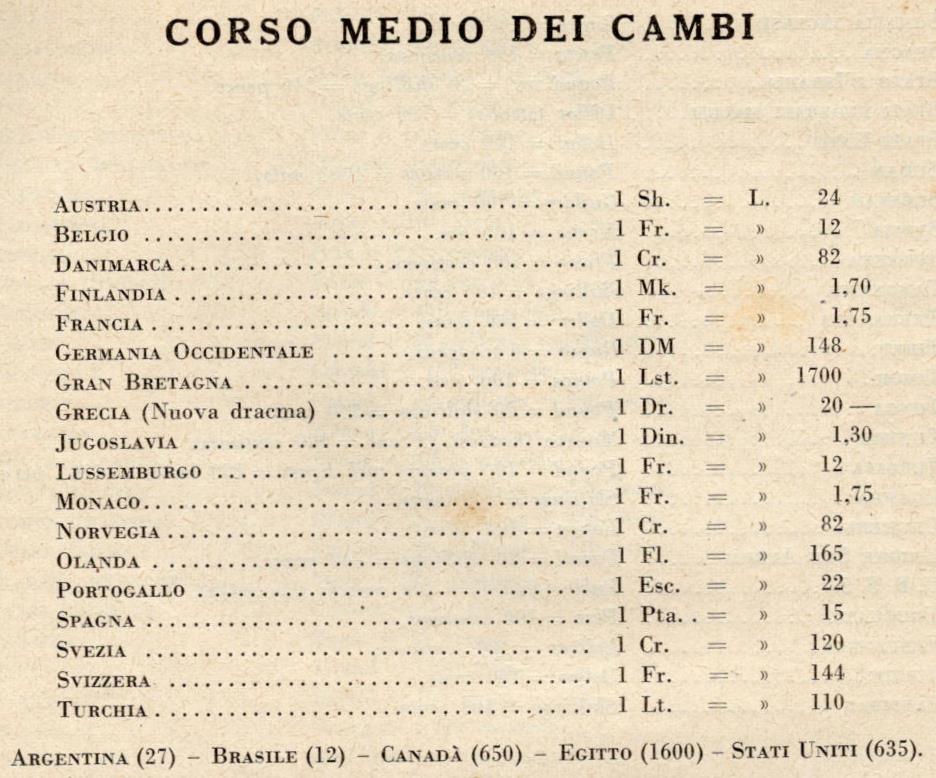 CORSO MEDIO DEI CAMBI
AUSTRIA........................................ 1 Sh. = L. 24
BELGIO ........................................ 1 Fr. = » 12
DANIMARCA..................................... 1 Cr. = » 82
FINLANDIA ..................................... 1 Mk. = » 1,70
FRANCIA ....................................... 1 Fr. = » 1,75
GERMANIA OCCIDENTALE ........................ 1 DM = » 148
GRAN BRETAGNA ................................ 1 Lst. = » 1700
GRECIA (Nuova dracma) ....................... 1 Dr. = » 20 —
JUGOSLAVIA .................................... 1 Din. = » 1,30
LUSSEMBURGO .................................. 1 Fr. = » 12
MONACO........................................ 1 Fr. = » 1,75
NORVEGIA ...................................... 1 Cr. = » 82
OLANDA ........................................ 1 Fl. = » 165
PORTOGALLO ................................... 1 Esc. = » 22
SPAGNA ........................................ 1 Pta. . = » 15
SVEZIA ........................................ 1 Cr. = » 120
SVIZZERA ...................................... 1 Fr. = » 144
TURCHIA....................................... 1 Lt. = » 110
ARGENTINA (27) – BRASILE (12) – CANADÀ (650) – EGITTO (1600) – STATI UNITI (635).